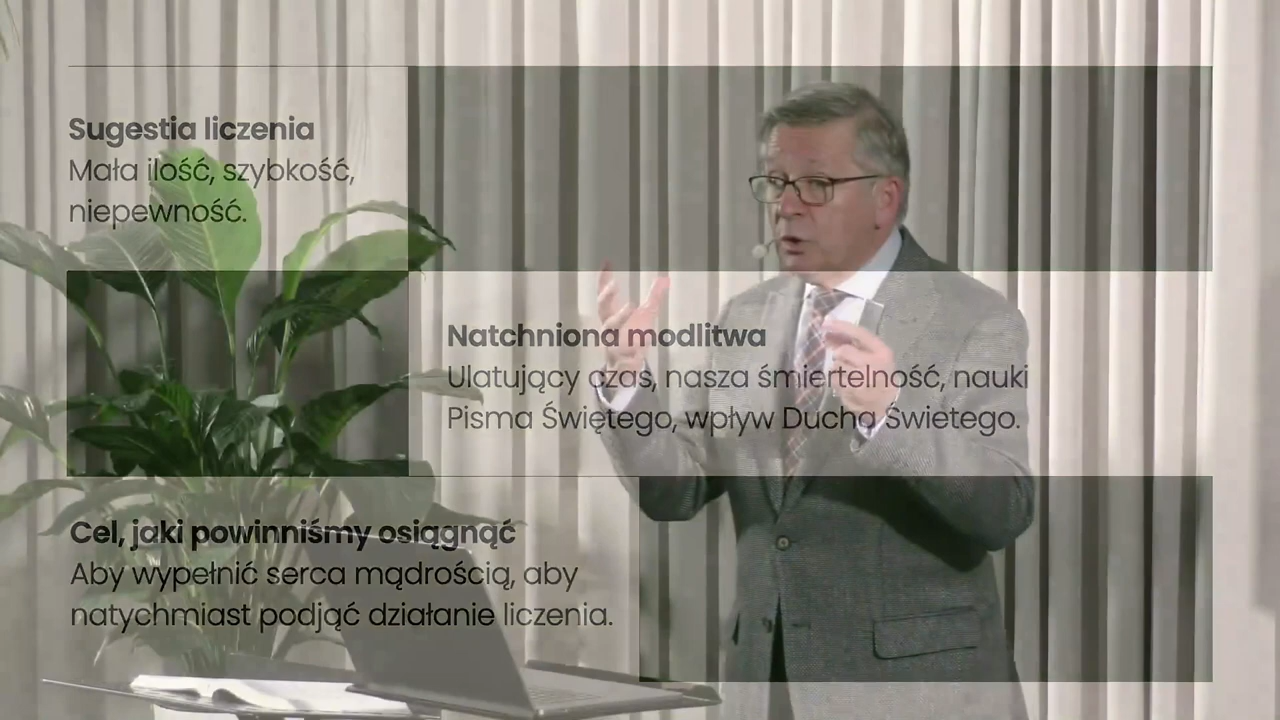 Sugestia liczenia
Mała ilość, szybkość,
niepewność.
Natchniona modlitwa
Ulatujący czas, nasza śmiertelność, nauki
Pisma Świętego, wpływ Ducha Świetego.
Cel, jaki powinniśmy osiągnąć
Aby wypełnić serca mądrością, aby
natychmiast podjąć działanie liczenia.